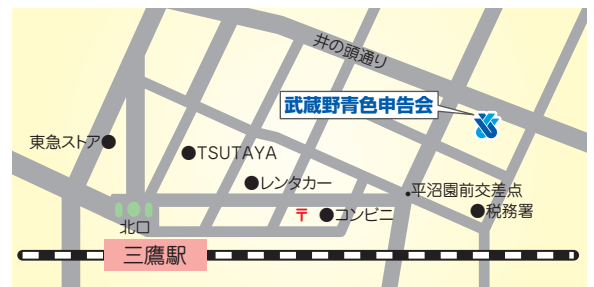 井の頭通り
武蔵野青色申告会
東急ストア
TSUTAYA
レンタカー
平沼園前交差点
〒
コンビニ
税務署
北口
三鷹駅